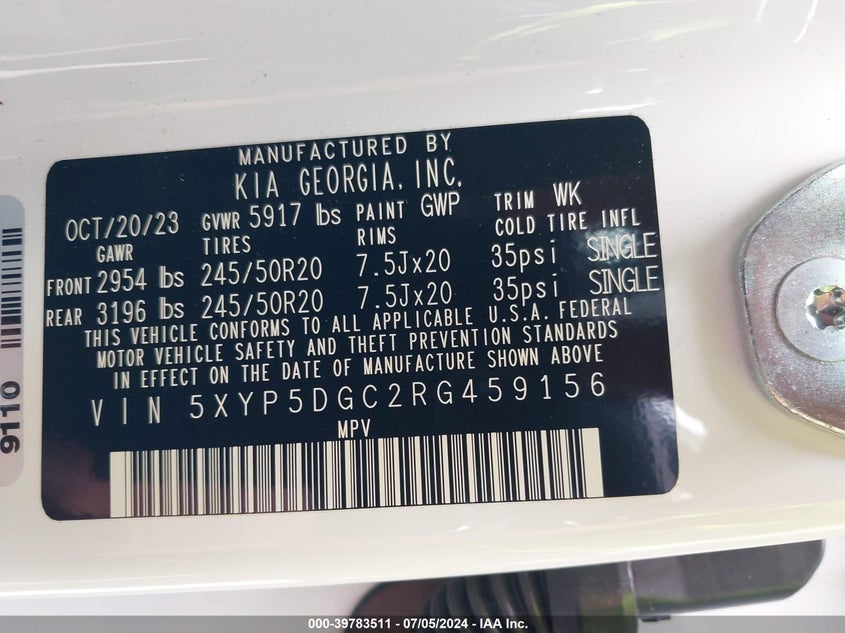 MANUFACTURED BY
KIA GEORGIA, INC.
OCT/20/23 GVWR 5917 lbs PAINT GWP TRIM WK
GAWR TIRES RIMS COLD TIRE INFL
FRONT 2954 lbs 245/50R20 7.5Jx20 35psi SINGLE
REAR 3196 lbs 245/50R20 7.5Jx20 35psi SINGLE
THIS VEHICLE CONFORMS TO ALL APPLICABLE U.S.A. FEDERAL
MOTOR VEHICLE SAFETY AND THEFT PREVENTION STANDARDS
IN EFFECT ON THE DATE OF MANUFACTURE SHOWN ABOVE
VIN 5XYP5DGC2RG459156
MPV
9110
000-39783511 - 07/05/2024 - IAA Inc.